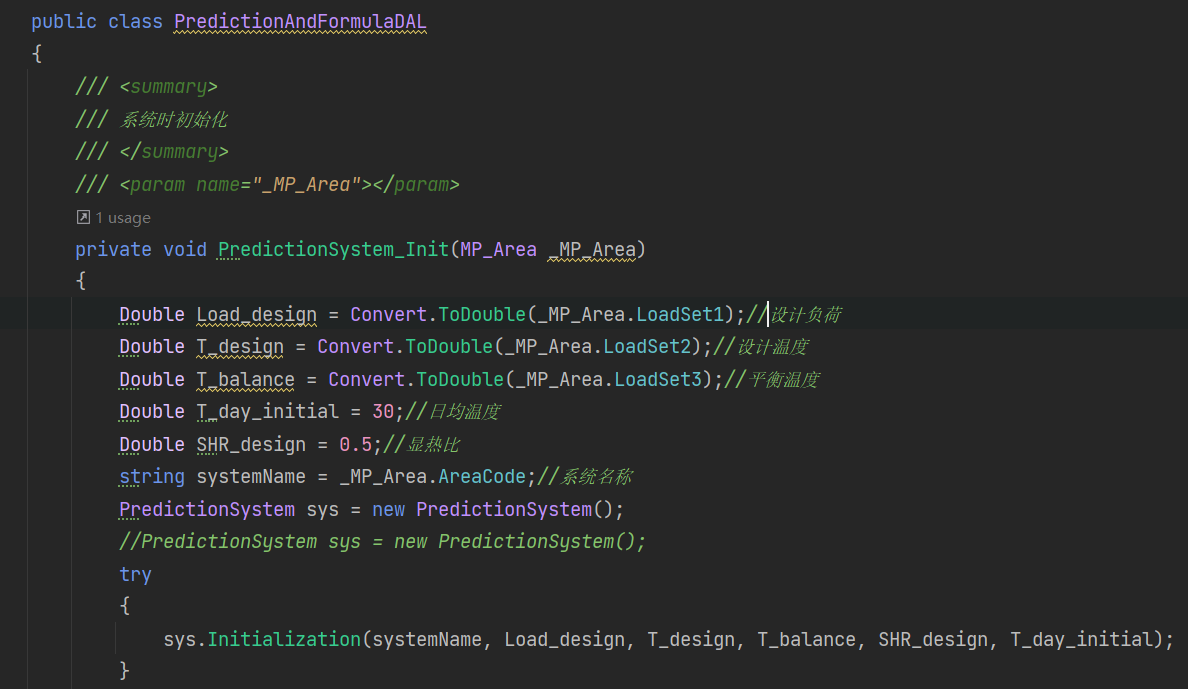 public class PredictionAndFormulaDAL
{
/// <summary>
/// 系统时初始化
/// </summary>
/// <param name="_MP_Area"></param>
1 usage
private void PredictionSystem_Init(MP_Area _MP_Area)
{
Double Load_design = Convert.ToDouble(_MP_Area.LoadSet1);//设计负荷
Double T_design = Convert.ToDouble(_MP_Area.LoadSet2);//设计温度
Double T_balance = Convert.ToDouble(_MP_Area.LoadSet3);//平衡温度
Double T_day_initial = 30;//日均温度
Double SHR_design = 0.5;//显热比
string systemName = _MP_Area.AreaCode;//系统名称
PredictionSystem sys = new PredictionSystem();
//PredictionSystem sys = new PredictionSystem();
try
{
sys.Initialization(systemName, Load_design, T_design, T_balance, SHR_design, T_day_initial);
}